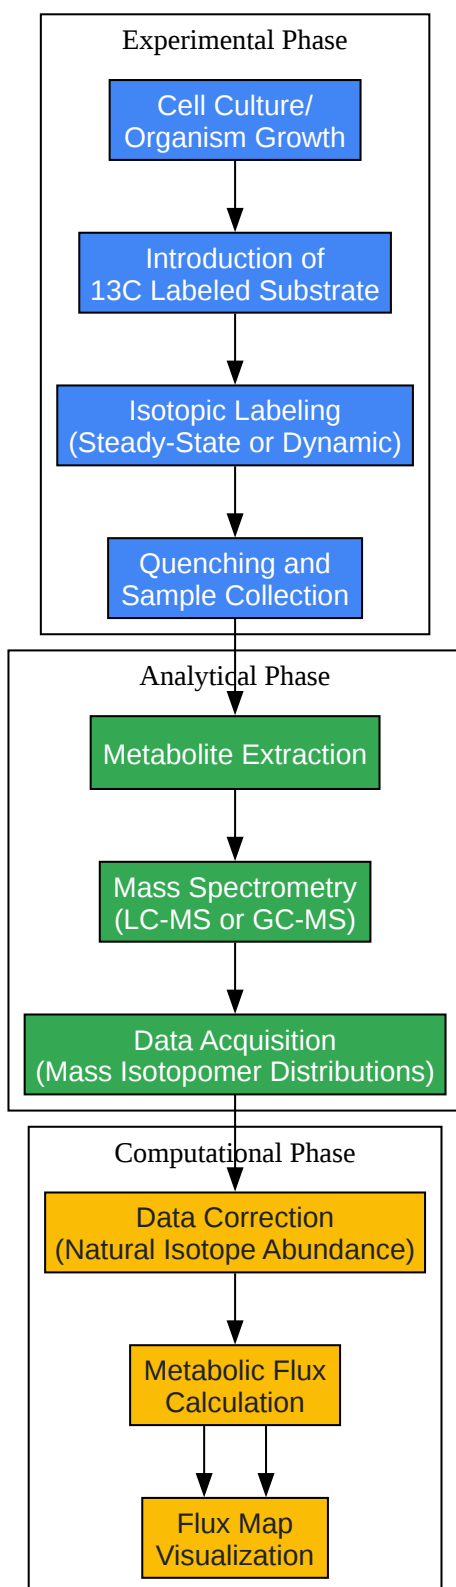 Experimental Phase
Cell Culture/
Organism Growth
Introduction of
13C Labeled Substrate
Isotopic Labeling
(Steady-State or Dynamic)
Quenching and
Sample Collection
Analytical Phase
Metabolite Extraction
Mass Spectrometry
(LC-MS or GC-MS)
Data Acquisition
(Mass Isotopomer Distributions)
Computational Phase
Data Correction
(Natural Isotope Abundance)
Metabolic Flux
Calculation
Flux Map
Visualization